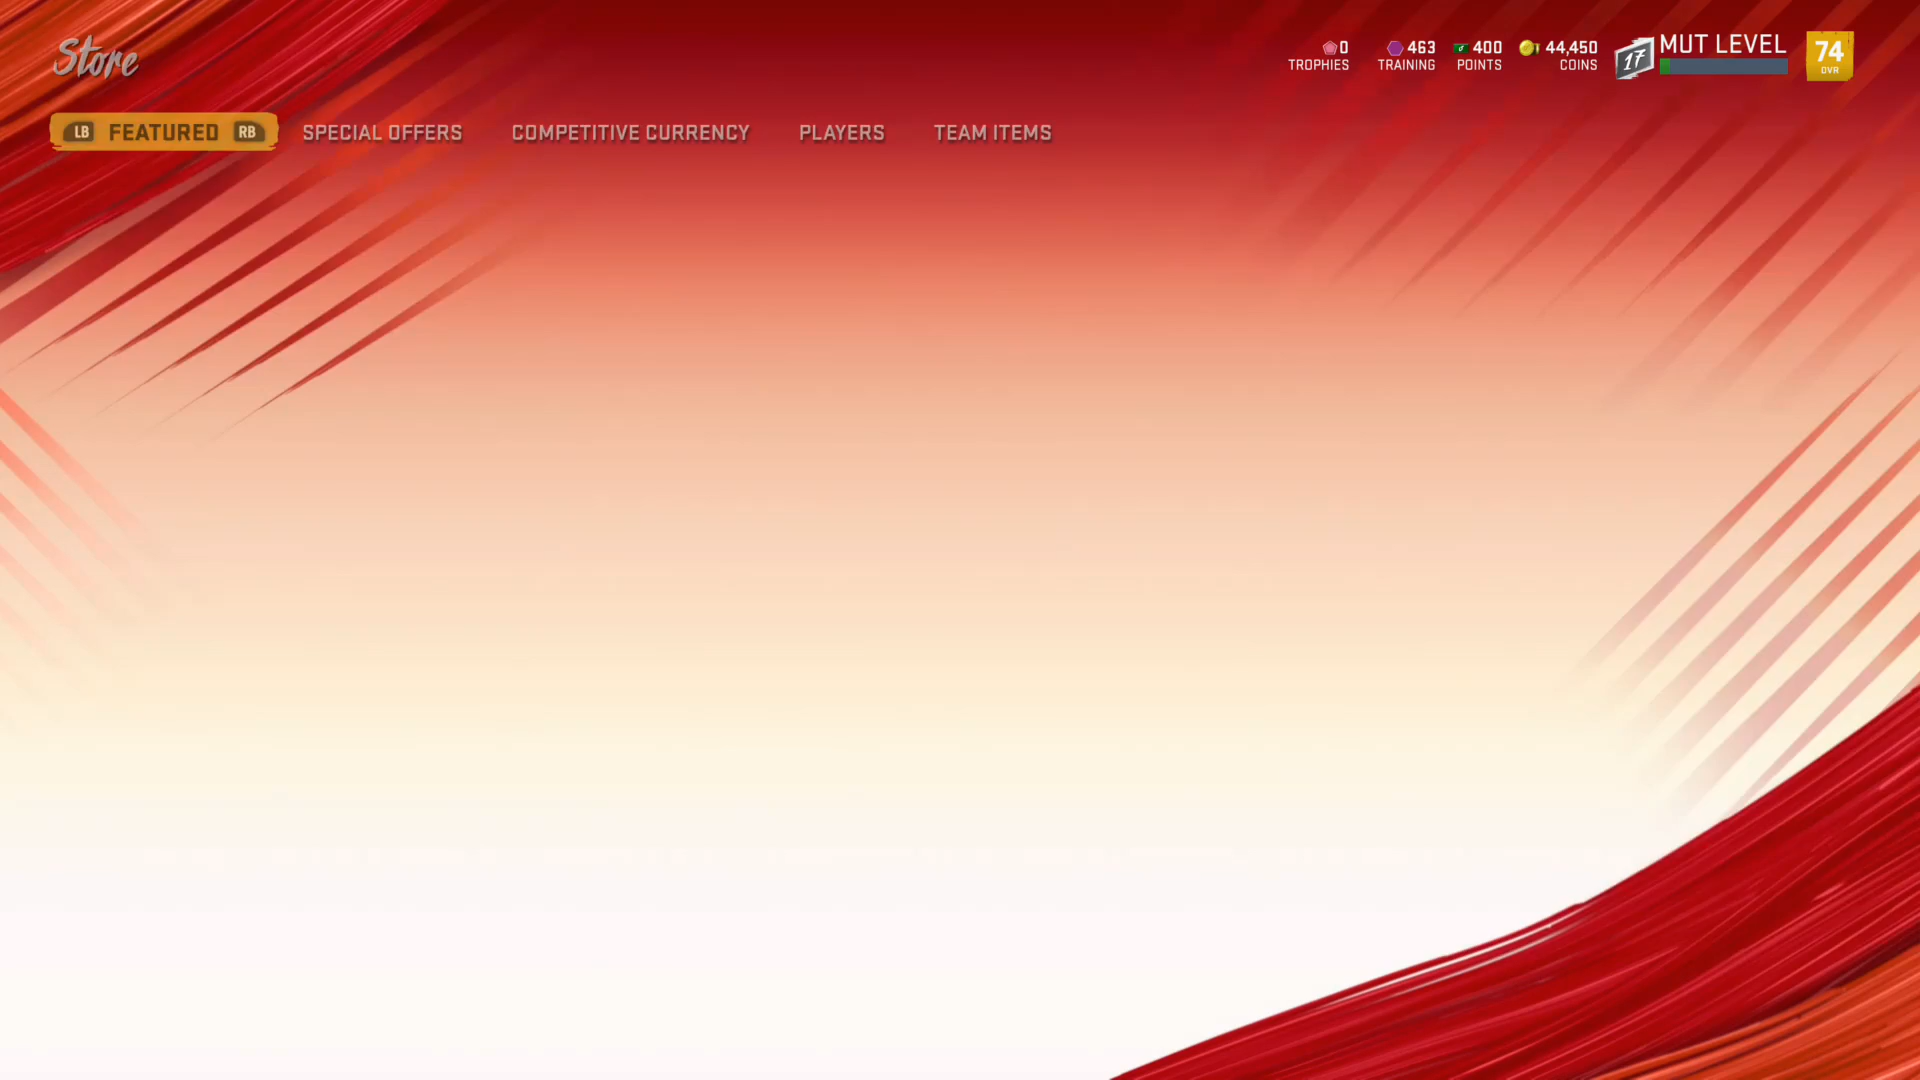 Store
0 TROPHIES
463 TRAINING
400 POINTS
44,450 COINS
17 MUT LEVEL
74 OVR
LB FEATURED RB SPECIAL OFFERS COMPETITIVE CURRENCY PLAYERS TEAM ITEMS